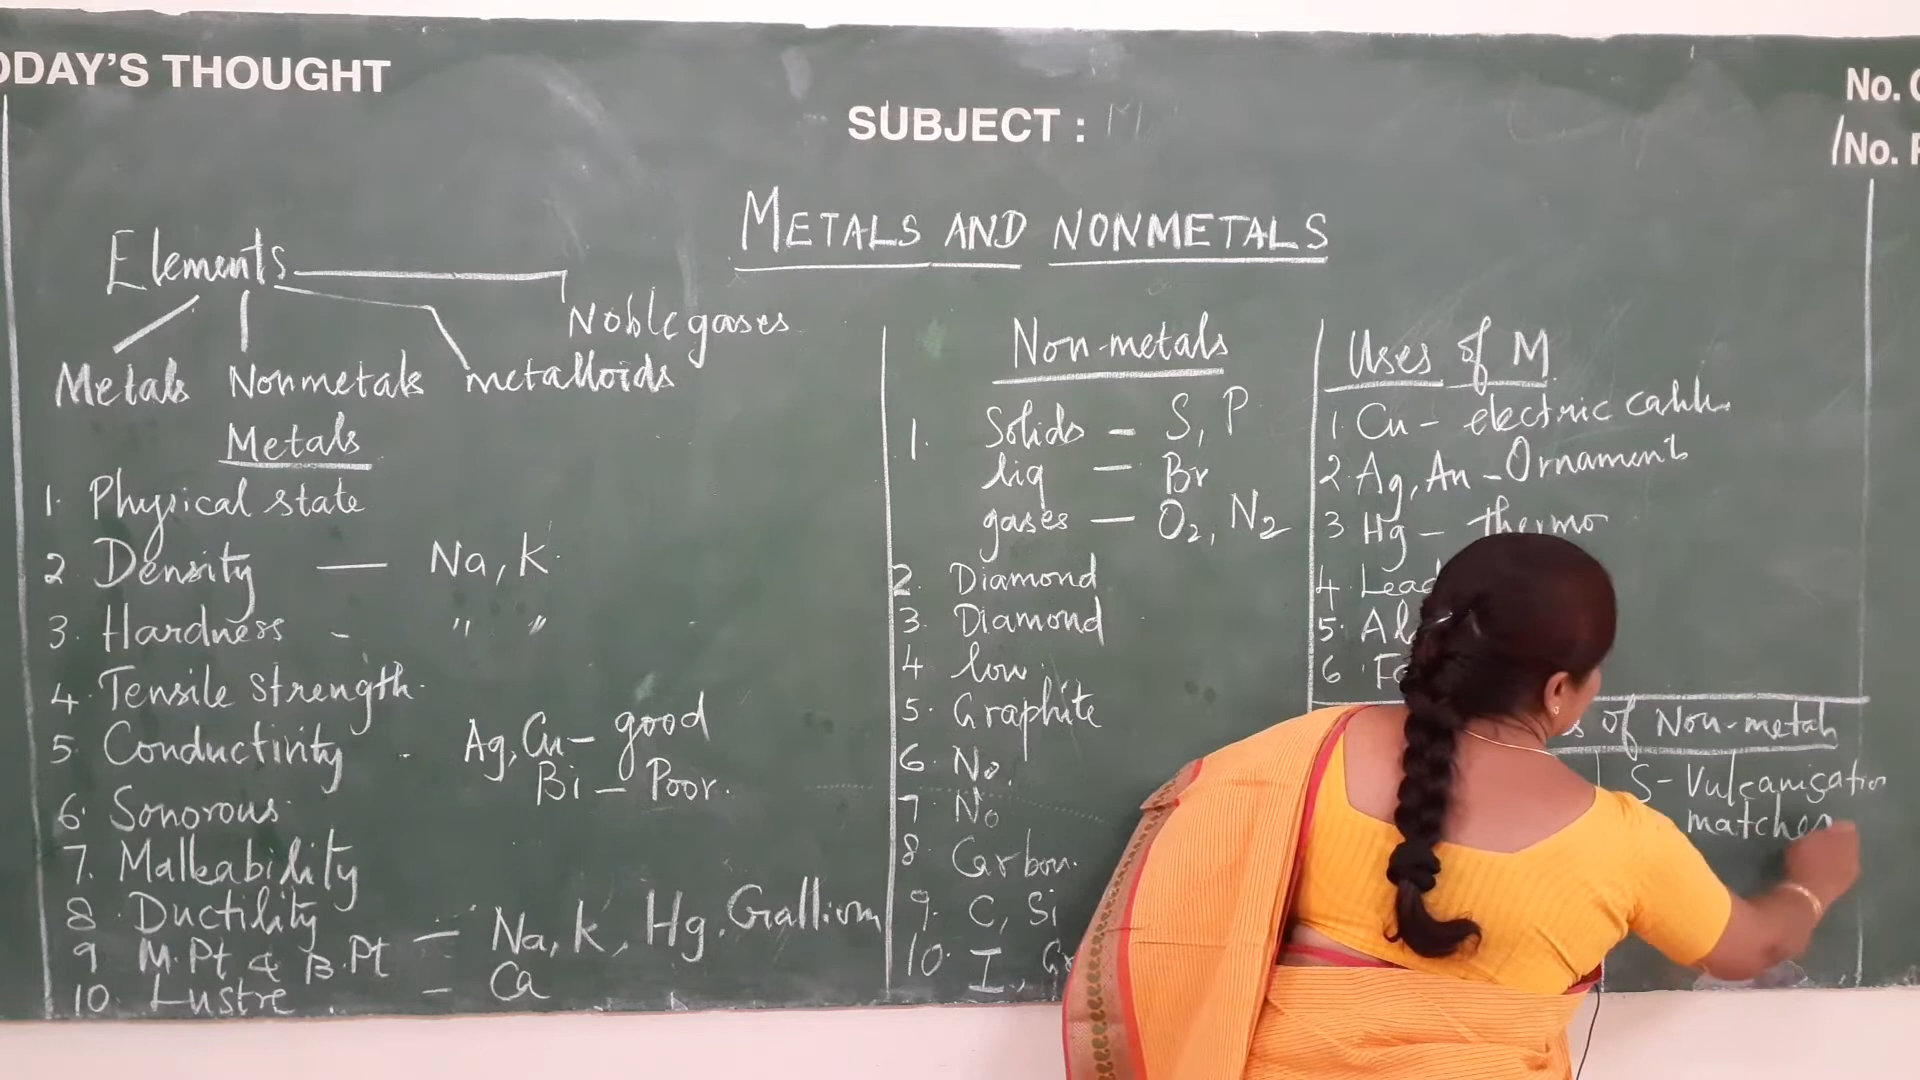 ODAY'S THOUGHT
SUBJECT :
No.
No.
METALS AND NONMETALS
Elements
Noble gases
Metals Nonmetals metalloids
Metals
1. Physical state
2 Density — Na, K.
3. Hardness - " "
4. Tensile strength.
5 Conductivity - Ag, Cu - good
Bi - Poor.
6. Sonorous.
7. Malleability
8. Ductility
9 M.Pt & B.Pt - Na, K, Hg, Gallium
10. Lustre - Ca
Non-metals
1. Solids - S, P
liq - Br
gases - O2, N2
2. Diamond
3. Diamond
4 low
5. Graphite
6. No.
7. No
8. Carbon.
9. C, Si
10. I,
Uses of M
1. Cu - electric
2. Ag, Au - Ornaments
3 Hg - thermo
4. Lead
5. Al
6
of Non-metals
S - Vulcanisation
matches